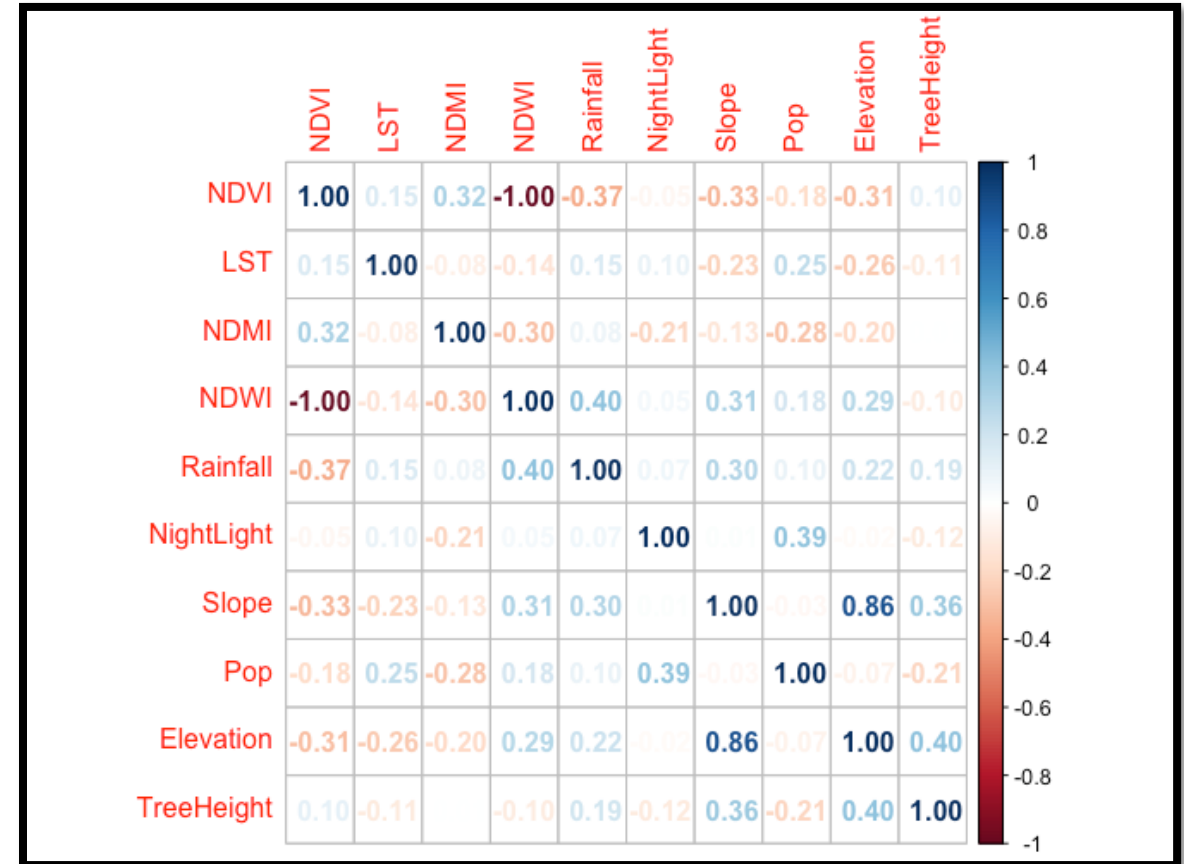 NDVI LST NDMI NDWI Rainfall NightLight Slope Pop Elevation TreeHeight
NDVI 1.00 0.15 0.32 -1.00 -0.37 -0.05 -0.33 -0.18 -0.31 0.10
LST 0.15 1.00 -0.08 -0.14 0.15 0.10 -0.23 0.25 -0.26 -0.11
NDMI 0.32 -0.08 1.00 -0.30 0.08 -0.21 -0.13 -0.28 -0.20
NDWI -1.00 -0.14 -0.30 1.00 0.40 0.05 0.31 0.18 0.29 -0.10
Rainfall -0.37 0.15 0.08 0.40 1.00 0.07 0.30 0.10 0.22 0.19
NightLight -0.05 0.10 -0.21 0.05 0.07 1.00 0.01 0.39 -0.02 -0.12
Slope -0.33 -0.23 -0.13 0.31 0.30 0.01 1.00 -0.03 0.86 0.36
Pop -0.18 0.25 -0.28 0.18 0.10 0.39 -0.03 1.00 -0.07 -0.21
Elevation -0.31 -0.26 -0.20 0.29 0.22 -0.02 0.86 -0.07 1.00 0.40
TreeHeight 0.10 -0.11 -0.10 0.19 -0.12 0.36 -0.21 0.40 1.00
1
0.8
0.6
0.4
0.2
0
-0.2
-0.4
-0.6
-0.8
-1